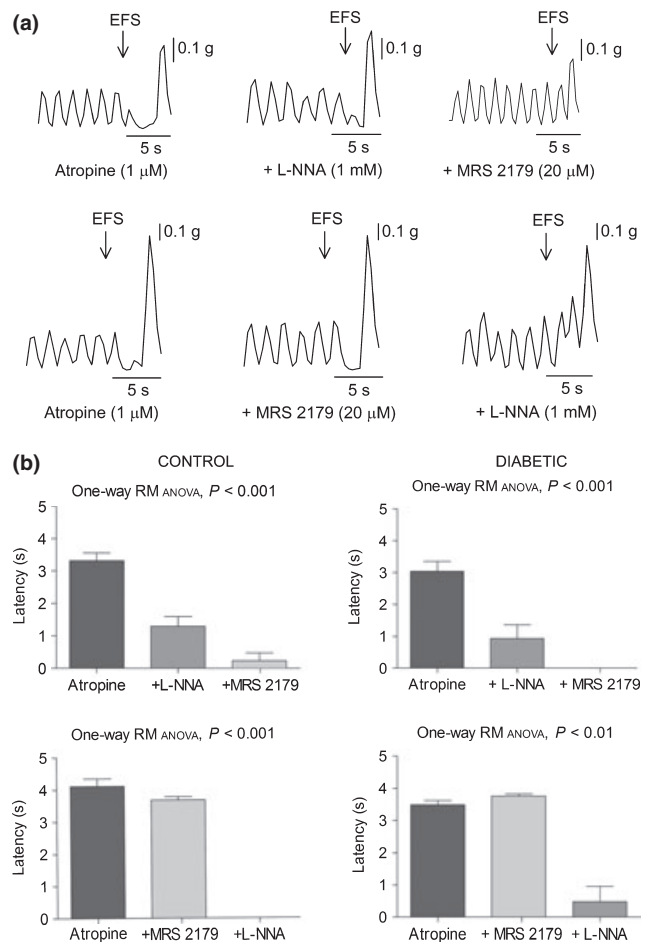 (a)
EFS EFS EFS
0.1 g 0.1 g 0.1 g
5 s 5 s 5 s
Atropine (1 µM) + L-NNA (1 mM) + MRS 2179 (20 µM)
EFS EFS EFS
0.1 g 0.1 g 0.1 g
5 s 5 s 5 s
Atropine (1 µM) + MRS 2179 (20 µM) + L-NNA (1 mM)
(b)
CONTROL DIABETIC
One-way RM ANOVA, P < 0.001
Latency (s)
5
4
3
2
1
0
Atropine +L-NNA +MRS 2179
One-way RM ANOVA, P < 0.001
Latency (s)
5
4
3
2
1
0
Atropine + L-NNA + MRS 2179
One-way RM ANOVA, P < 0.001
Latency (s)
5
4
3
2
1
0
Atropine +MRS 2179 +L-NNA
One-way RM ANOVA, P < 0.01
Latency (s)
5
4
3
2
1
0
Atropine + MRS 2179 + L-NNA